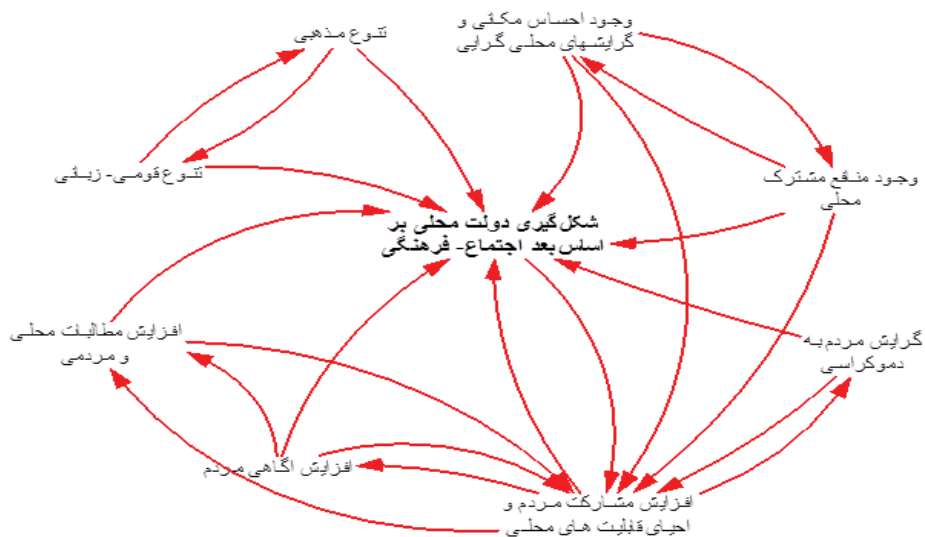 وجود احساس مکانی و
گرایشهای محلی گرایی
تنوع مذهبی
تنوع قومی- زبانی
وجود منافع مشترک
محلی
شکل‌گیری دولت محلی بر
اساس بعد اجتماع- فرهنگی
افزایش مطالبات محلی
و مردمی
گرایش مردم به
دموکراسی
افزایش آگاهی مردم
افزایش مشارکت مردم و
احیای قابلیت های محلی